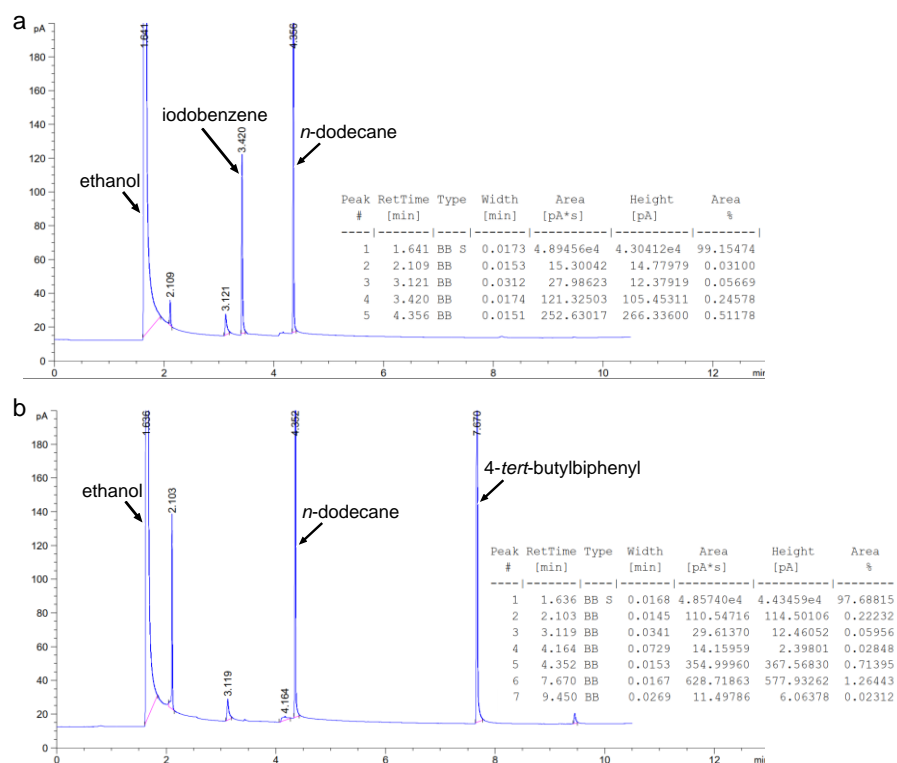 a
pA
180
160
140
120
100
80
60
40
20
0
0
2
4
6
8
10
12
min
1.641
2.109
3.121
3.420
4.356
ethanol
iodobenzene
n-dodecane
Peak RetTime Type Width Area Height Area
# [min] [min] [pA*s] [pA] %
----|-------|----|-------|----------|----------|--------|
1 1.641 BB S 0.0173 4.89456e4 4.30412e4 99.15474
2 2.109 BB 0.0153 15.30042 14.77979 0.03100
3 3.121 BB 0.0312 27.98623 12.37919 0.05669
4 3.420 BB 0.0174 121.32503 105.45311 0.24578
5 4.356 BB 0.0151 252.63017 266.33600 0.51178
b
pA
180
160
140
120
100
80
60
40
20
0
0
2
4
6
8
10
12
min
1.636
2.103
3.119
4.164
4.352
7.670
ethanol
n-dodecane
4-tert-butylbiphenyl
Peak RetTime Type Width Area Height Area
# [min] [min] [pA*s] [pA] %
----|-------|----|-------|----------|----------|--------|
1 1.636 BB S 0.0168 4.85740e4 4.43459e4 97.68815
2 2.103 BB 0.0145 110.54716 114.50106 0.22232
3 3.119 BB 0.0341 29.61370 12.46052 0.05956
4 4.164 BB 0.0729 14.15959 2.39801 0.02848
5 4.352 BB 0.0153 354.99960 367.56830 0.71395
6 7.670 BB 0.0167 628.71863 577.93262 1.26443
7 9.450 BB 0.0269 11.49786 6.06378 0.02312